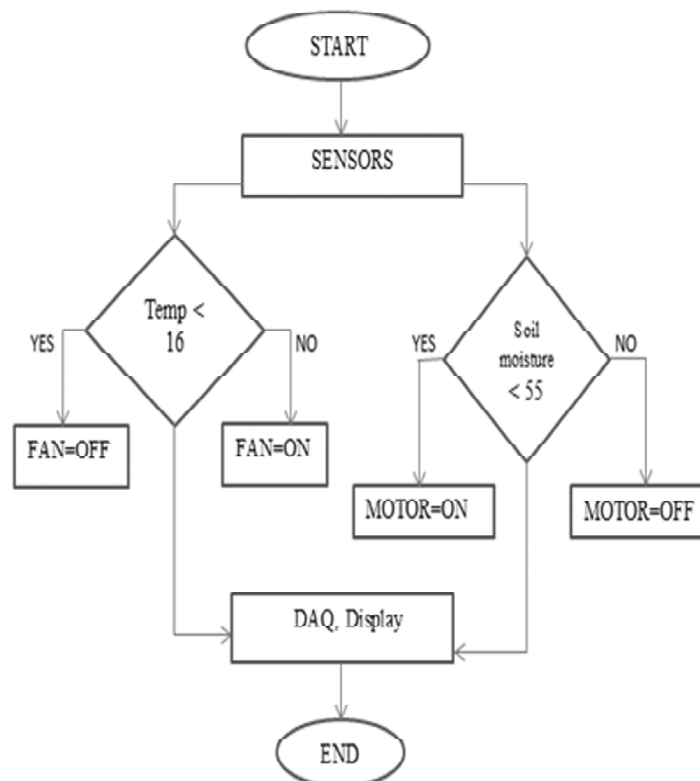 START
SENSORS
Temp <
16
YES
NO
Soil
moisture
< 55
YES
NO
FAN=OFF
FAN=ON
MOTOR=ON
MOTOR=OFF
DAQ, Display
END